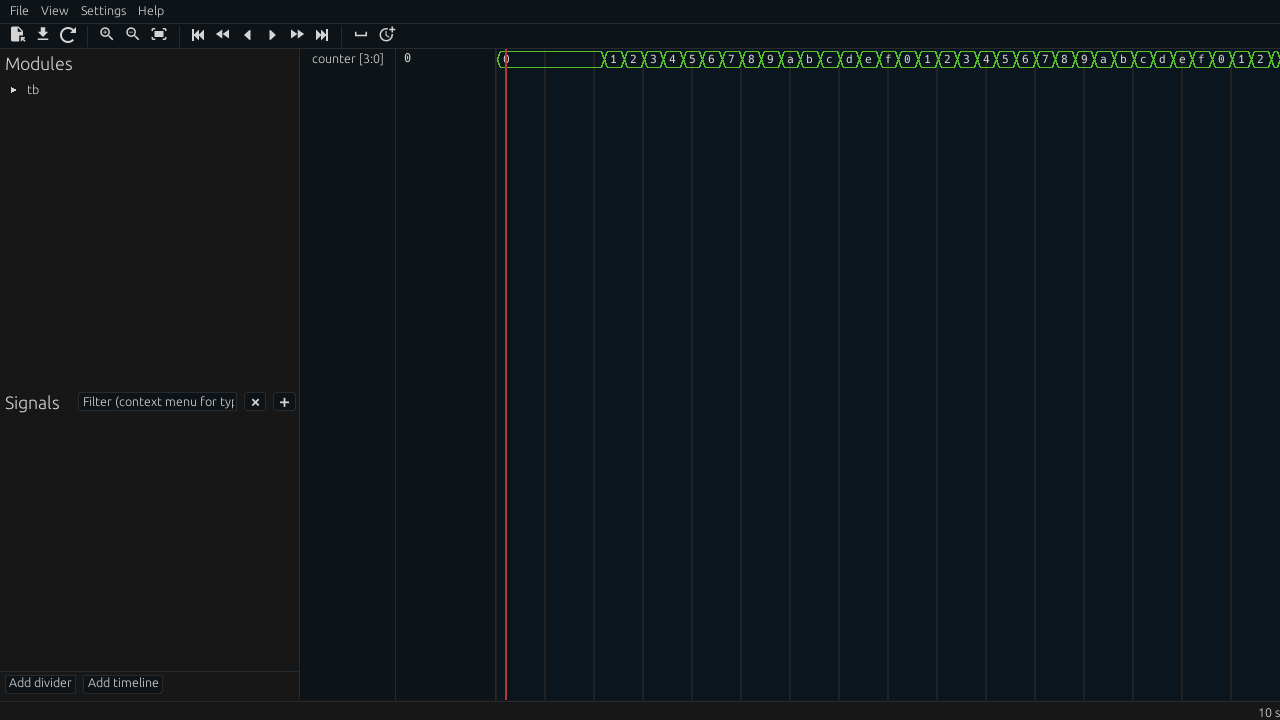 File View Settings Help
Modules
tb
counter [3:0] 0 0 1 2 3 4 5 6 7 8 9 a b c d e f 0 1 2 3 4 5 6 7 8 9 a b c d e f 0 1 2
Signals Filter (context menu for typ
Add divider Add timeline
10 s